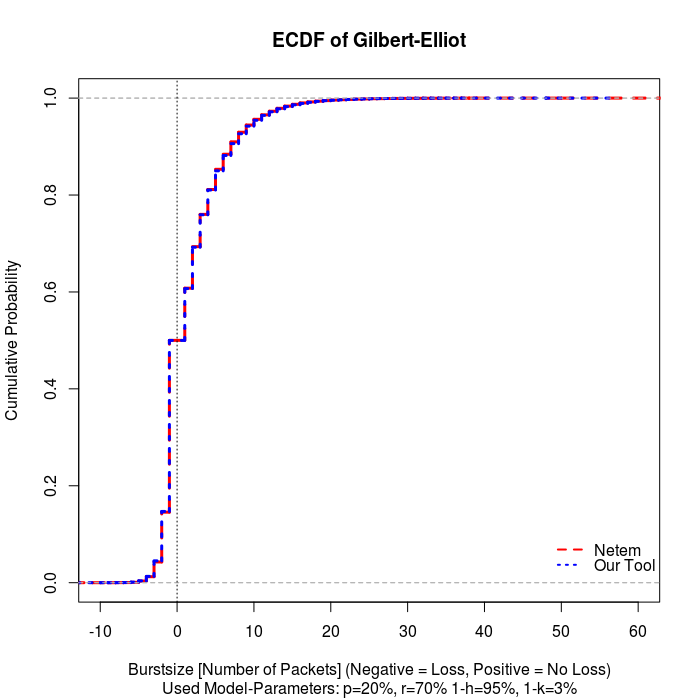 ECDF of Gilbert-Elliot
Cumulative Probability
1.0
0.8
0.6
0.4
0.2
0.0
Netem
Our Tool
-10 0 10 20 30 40 50 60
Burstsize [Number of Packets] (Negative = Loss, Positive = No Loss)
Used Model-Parameters: p=20%, r=70% 1-h=95%, 1-k=3%